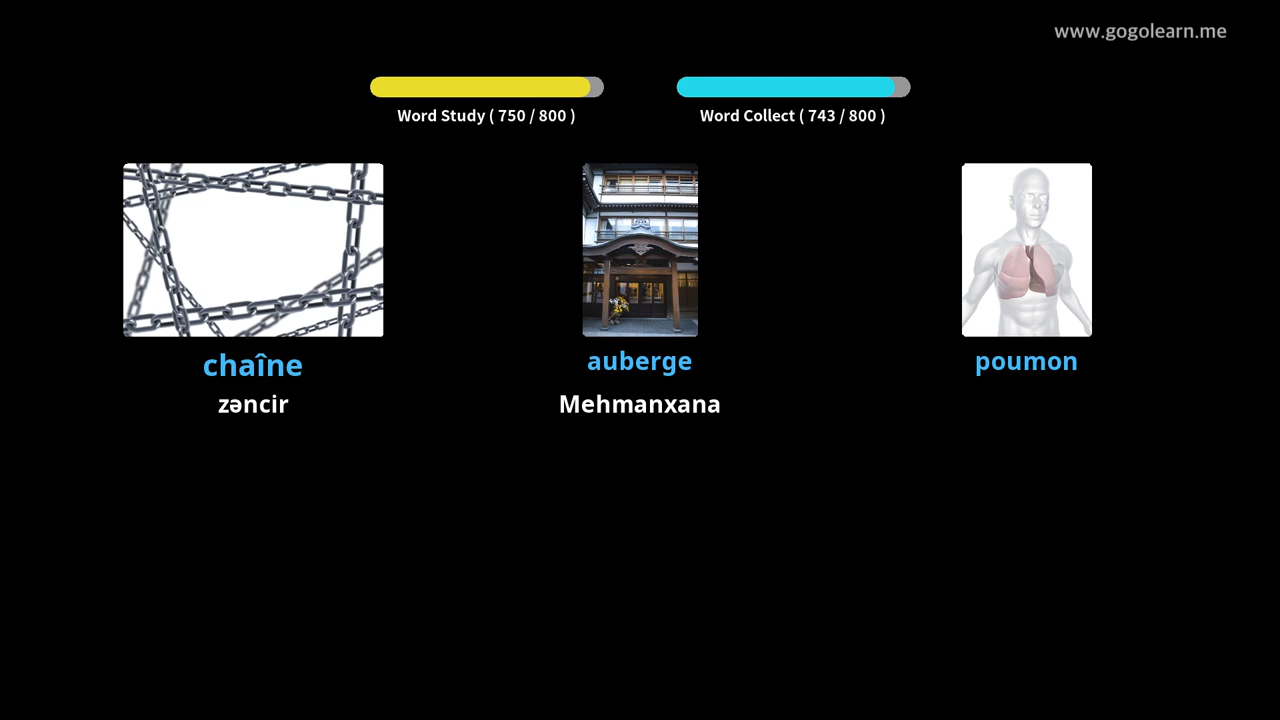 www.gogolearn.me
Word Study ( 750 / 800 )
Word Collect ( 743 / 800 )
chaîne
auberge
poumon
zəncir
Mehmanxana